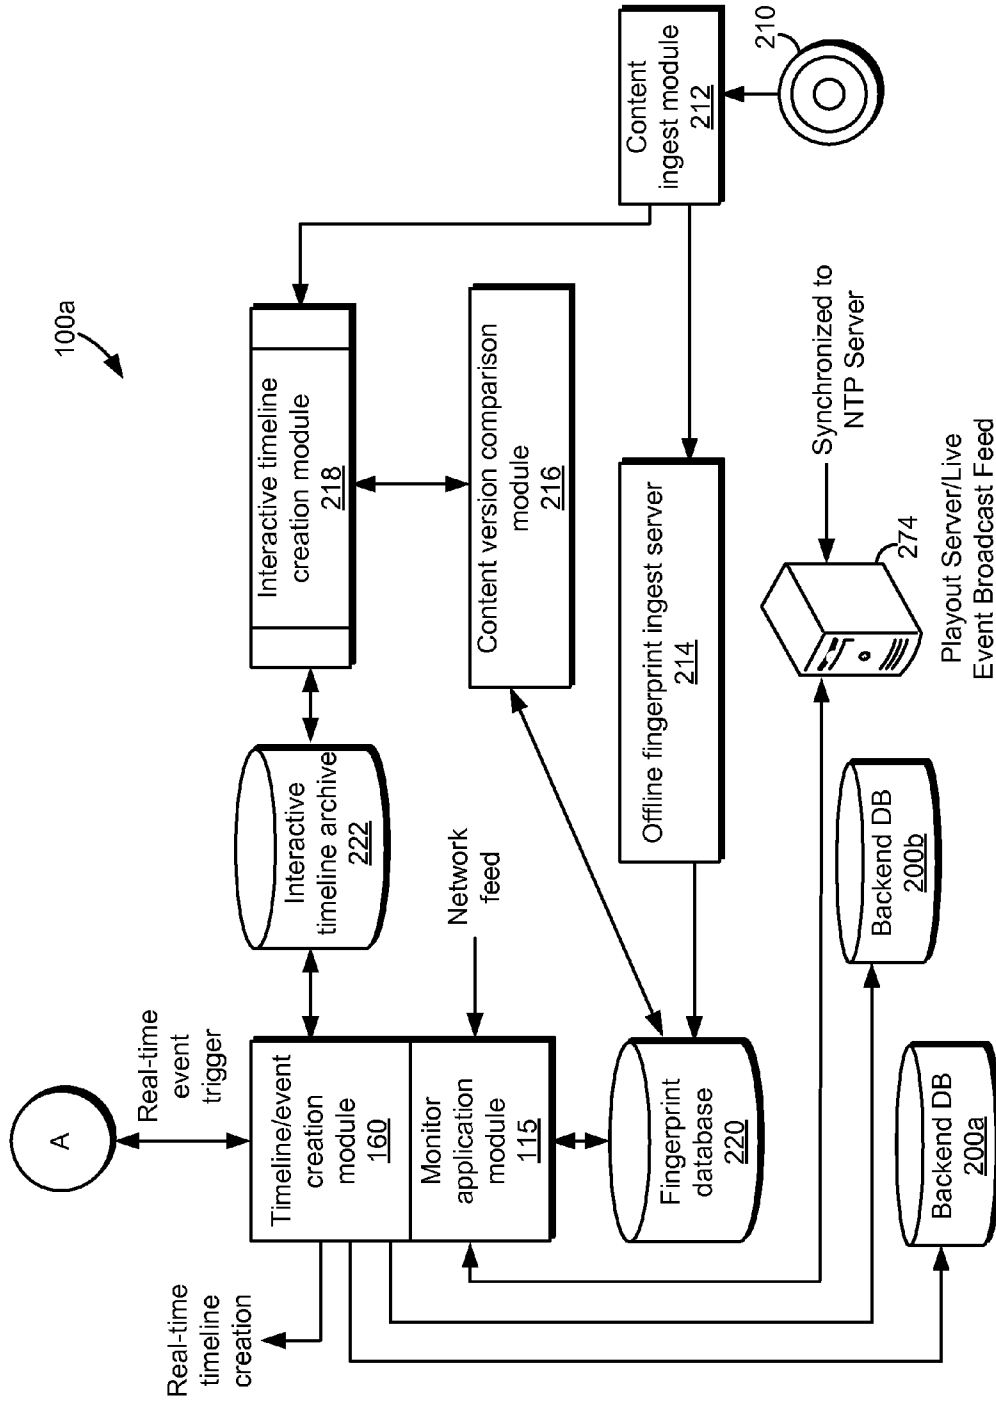 100a
A
Real-time
event
trigger
Real-time
timeline
creation
Timeline/event
creation
module
160
Monitor
application
module
115
Network
feed
Interactive
timeline archive
222
Interactive timeline
creation module
218
Content version comparison
module
216
Content
ingest module
212
210
Offline fingerprint ingest server
214
Fingerprint
database
220
Synchronized to
NTP Server
274
Playout Server/Live
Event Broadcast Feed
Backend DB
200b
Backend DB
200a